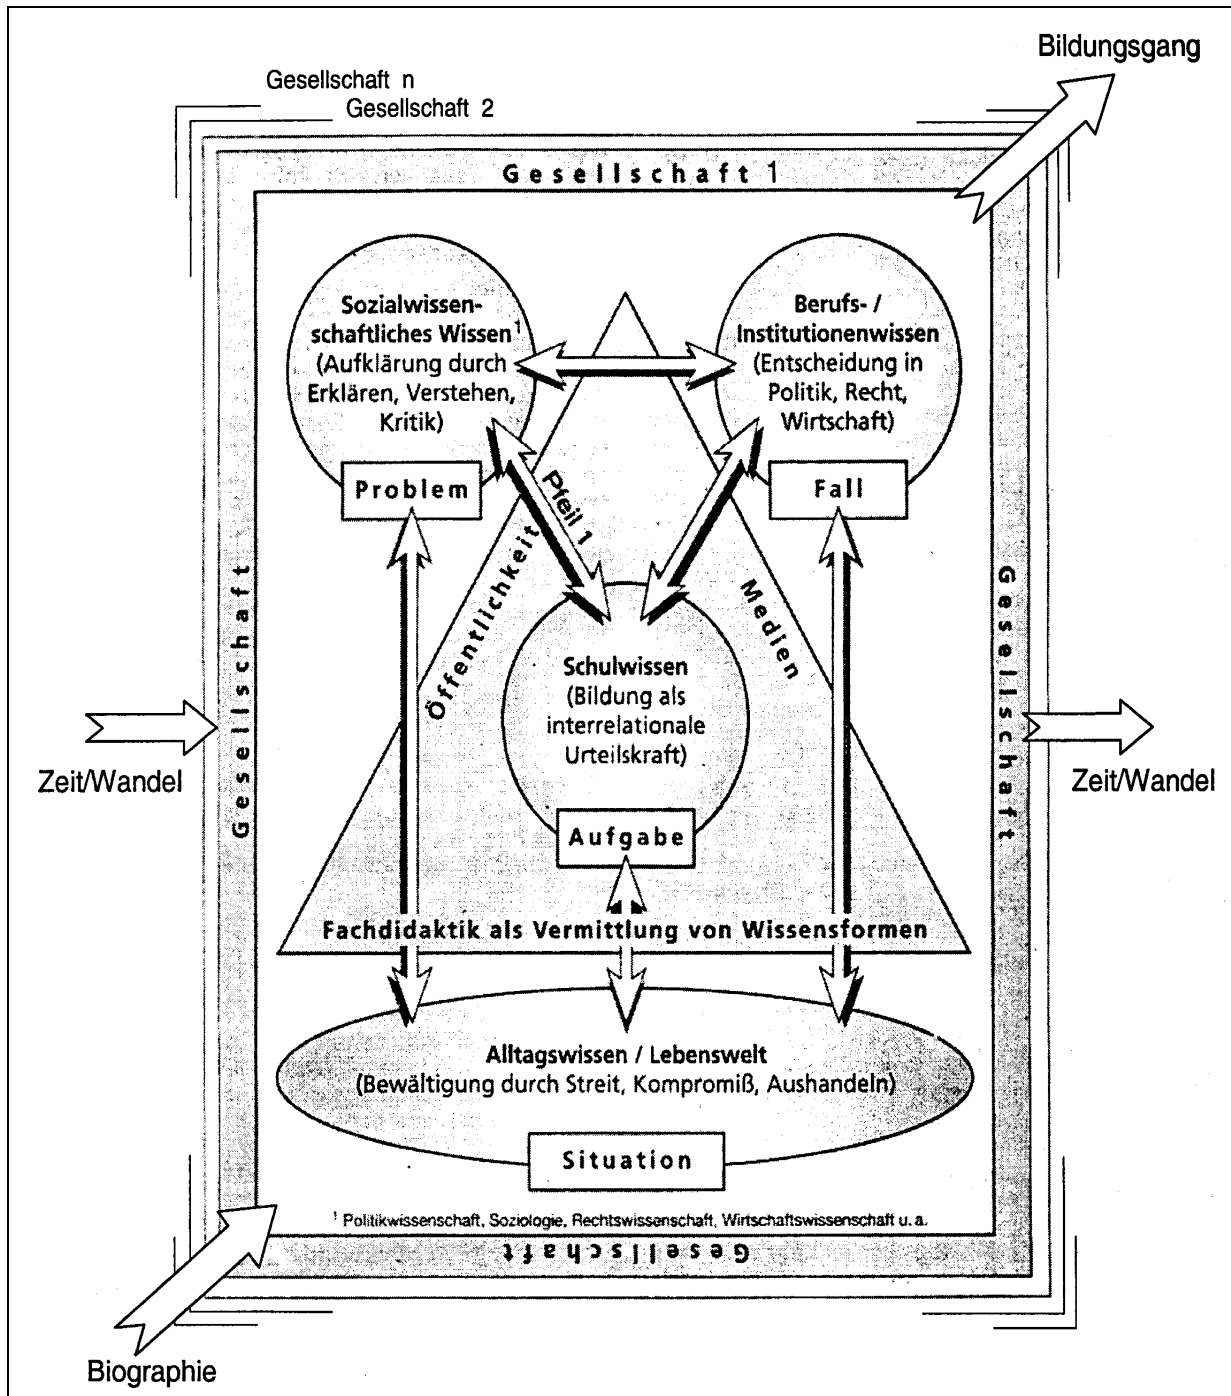 Bildungsgang
Gesellschaft n
Gesellschaft 2
Gesellschaft 1
Sozialwissen-
schaftliches Wissen¹
(Aufklärung durch
Erklären, Verstehen,
Kritik)
Problem
Berufs- /
Institutionenwissen
(Entscheidung in
Politik, Recht,
Wirtschaft)
Fall
Pfeil 1
Öffentlichkeit
Medien
Gesellschaft
Gesellschaft
Schulwissen
(Bildung als
interrelationale
Urteilskraft)
Aufgabe
Zeit/Wandel
Zeit/Wandel
Fachdidaktik als Vermittlung von Wissensformen
Alltagswissen / Lebenswelt
(Bewältigung durch Streit, Kompromiß, Aushandeln)
Situation
¹ Politikwissenschaft, Soziologie, Rechtswissenschaft, Wirtschaftswissenschaft u. a.
Gesellschaft
Biographie